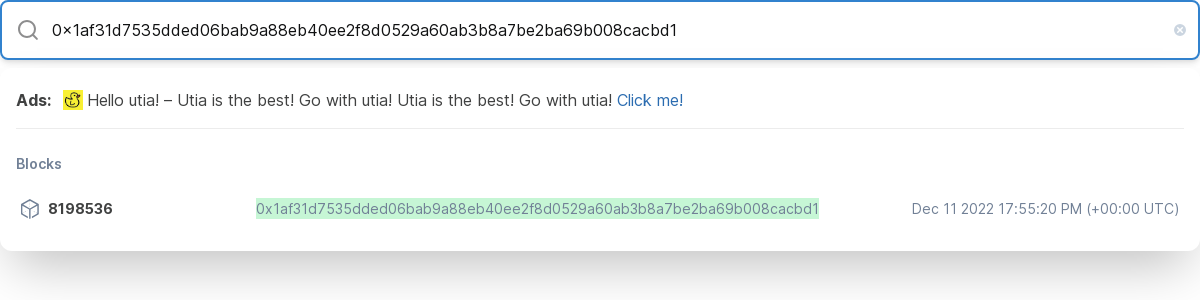 0x1af31d7535dded06bab9a88eb40ee2f8d0529a60ab3b8a7be2ba69b008cacbd1
Ads: Hello utia! – Utia is the best! Go with utia! Utia is the best! Go with utia! Click me!
Blocks
8198536 0x1af31d7535dded06bab9a88eb40ee2f8d0529a60ab3b8a7be2ba69b008cacbd1 Dec 11 2022 17:55:20 PM (+00:00 UTC)